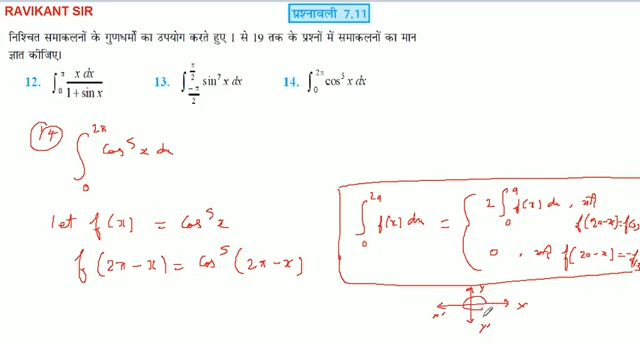 RAVIKANT SIR
प्रश्नावली 7.11
निश्चित समाकलनों के गुणधर्मों का उपयोग करते हुए 1 से 19 तक के प्रश्नों में समाकलनों का मान
ज्ञात कीजिए।
12. ∫₀^π x dx / (1 + sin x) 13. ∫_{-π/2}^{π/2} sin⁷ x dx 14. ∫₀^{2π} cos⁵ x dx
14
∫₀^{2π} cos⁵ x dx
let f(x) = cos⁵x
f(2π-x) = cos⁵(2π-x)
∫₀^{2a} f(x) dx = { 2∫₀^a f(x) dx, यदि f(2a-x)=f(x)
0, यदि f(2a-x)=-f(x)
Y
X' X
Y'